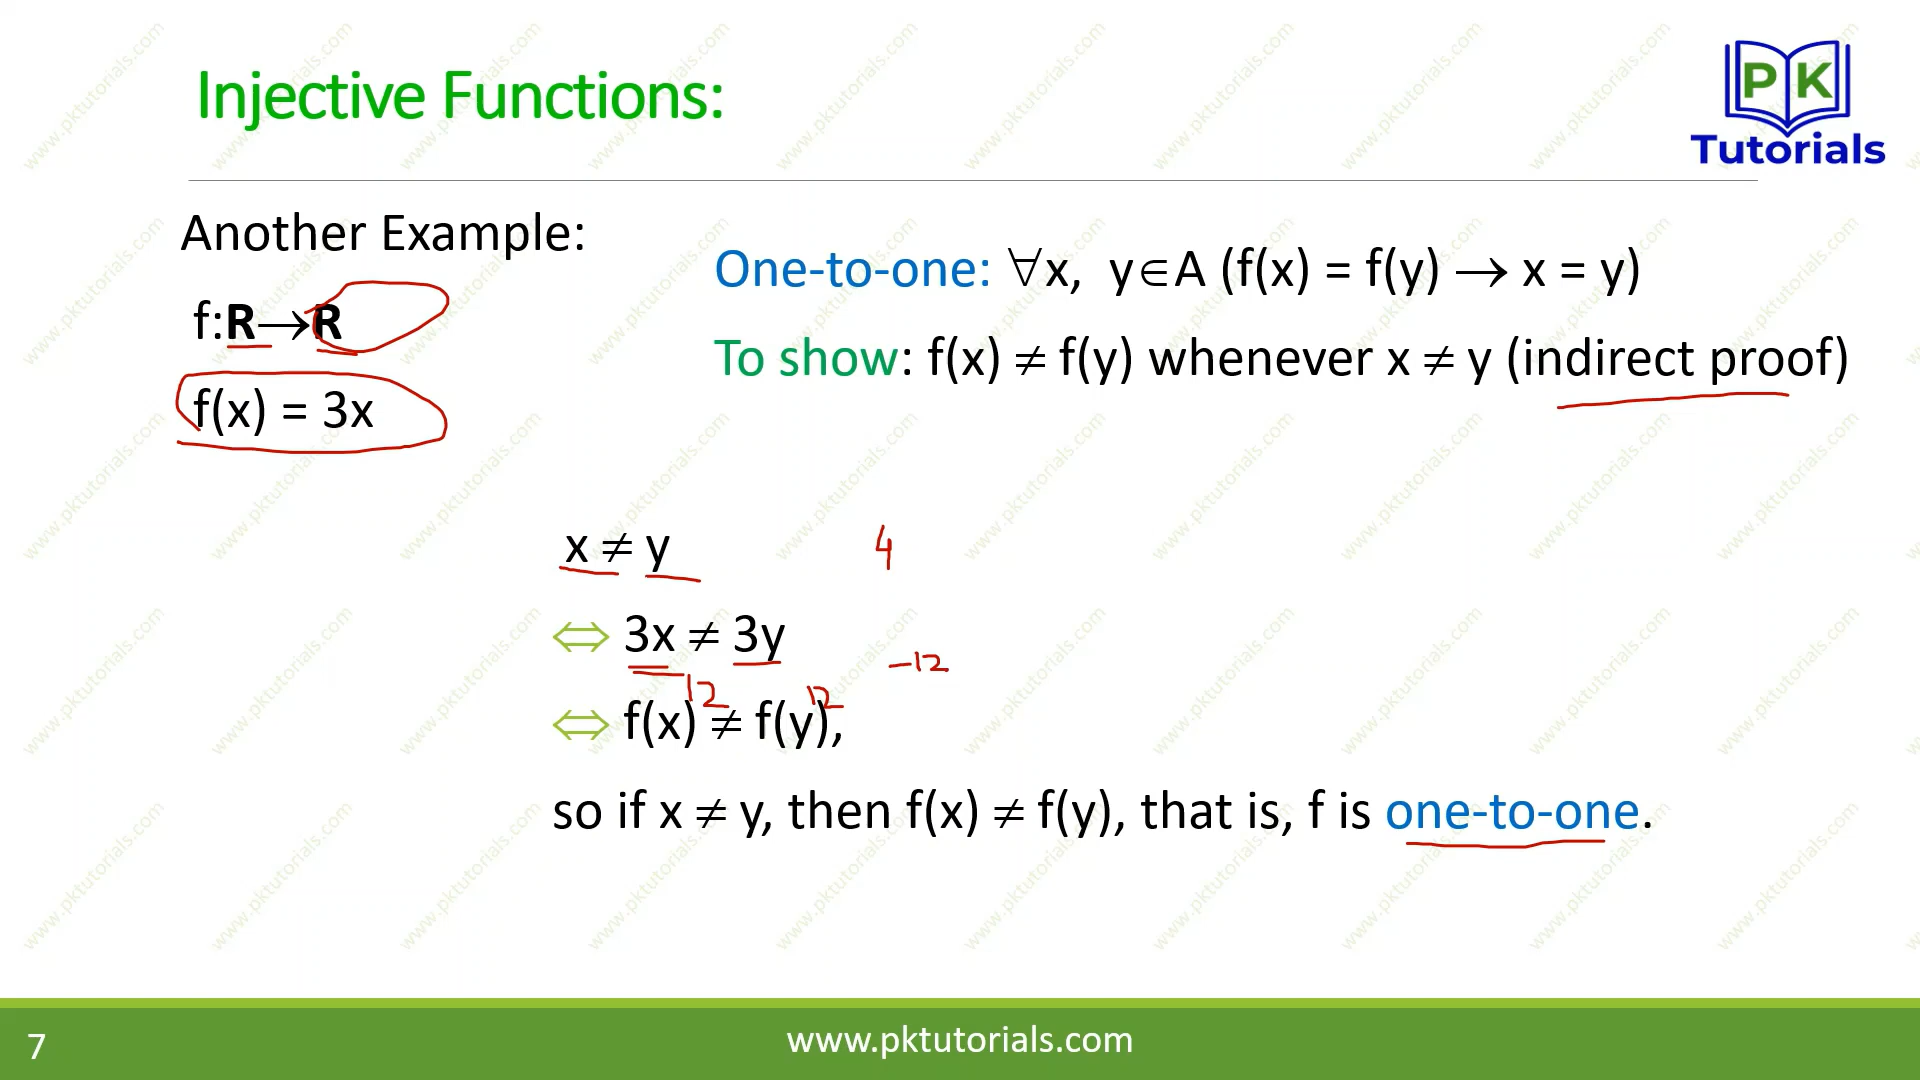 Injective Functions:
PK
Tutorials
Another Example:
f:R→R
f(x) = 3x
One-to-one: ∀x, y∈A (f(x) = f(y) → x = y)
To show: f(x) ≠ f(y) whenever x ≠ y (indirect proof)
x ≠ y
4
⇔ 3x ≠ 3y
-12
12 12
⇔ f(x) ≠ f(y),
so if x ≠ y, then f(x) ≠ f(y), that is, f is one-to-one.
7
www.pktutorials.com